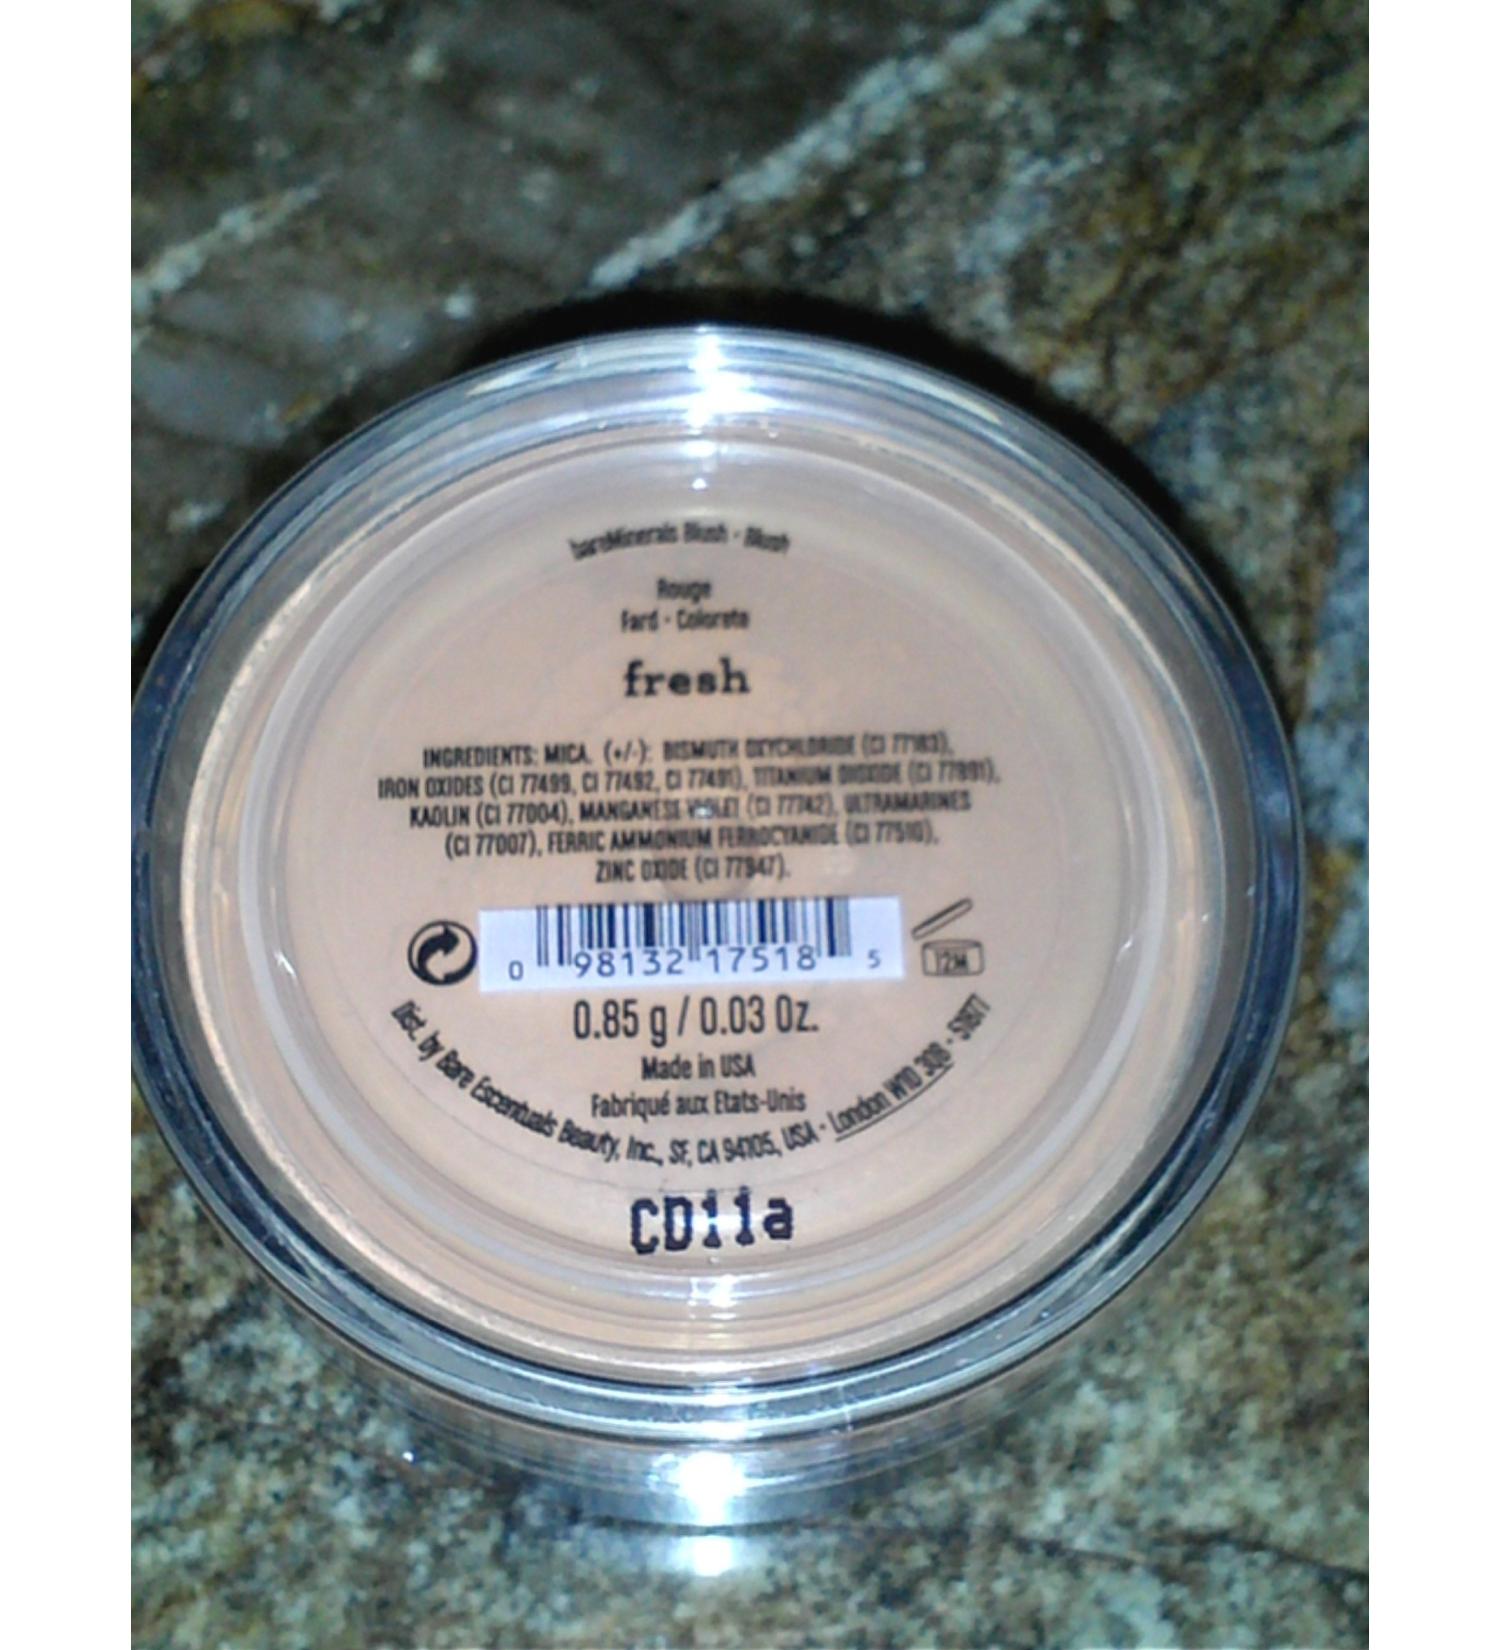 bareMinerals Blush · Blush
Rouge
Fard · Colorete
fresh
INGREDIENTS: MICA. (+/-): BISMUTH OXYCHLORIDE (CI 77163),
IRON OXIDES (CI 77499, CI 77492, CI 77491), TITANIUM DIOXIDE (CI 77891),
KAOLIN (CI 77004), MANGANESE VIOLET (CI 77742), ULTRAMARINES
(CI 77007), FERRIC AMMONIUM FERROCYANIDE (CI 77510),
ZINC OXIDE (CI 77947).
0 98132 17518 5
12M
0.85 g / 0.03 Oz.
Made in USA
Fabriqué aux Etats-Unis
Dist. by Bare Escentuals Beauty, Inc., SF, CA 94105, USA · London W1D 3QB · 51877
CD11a